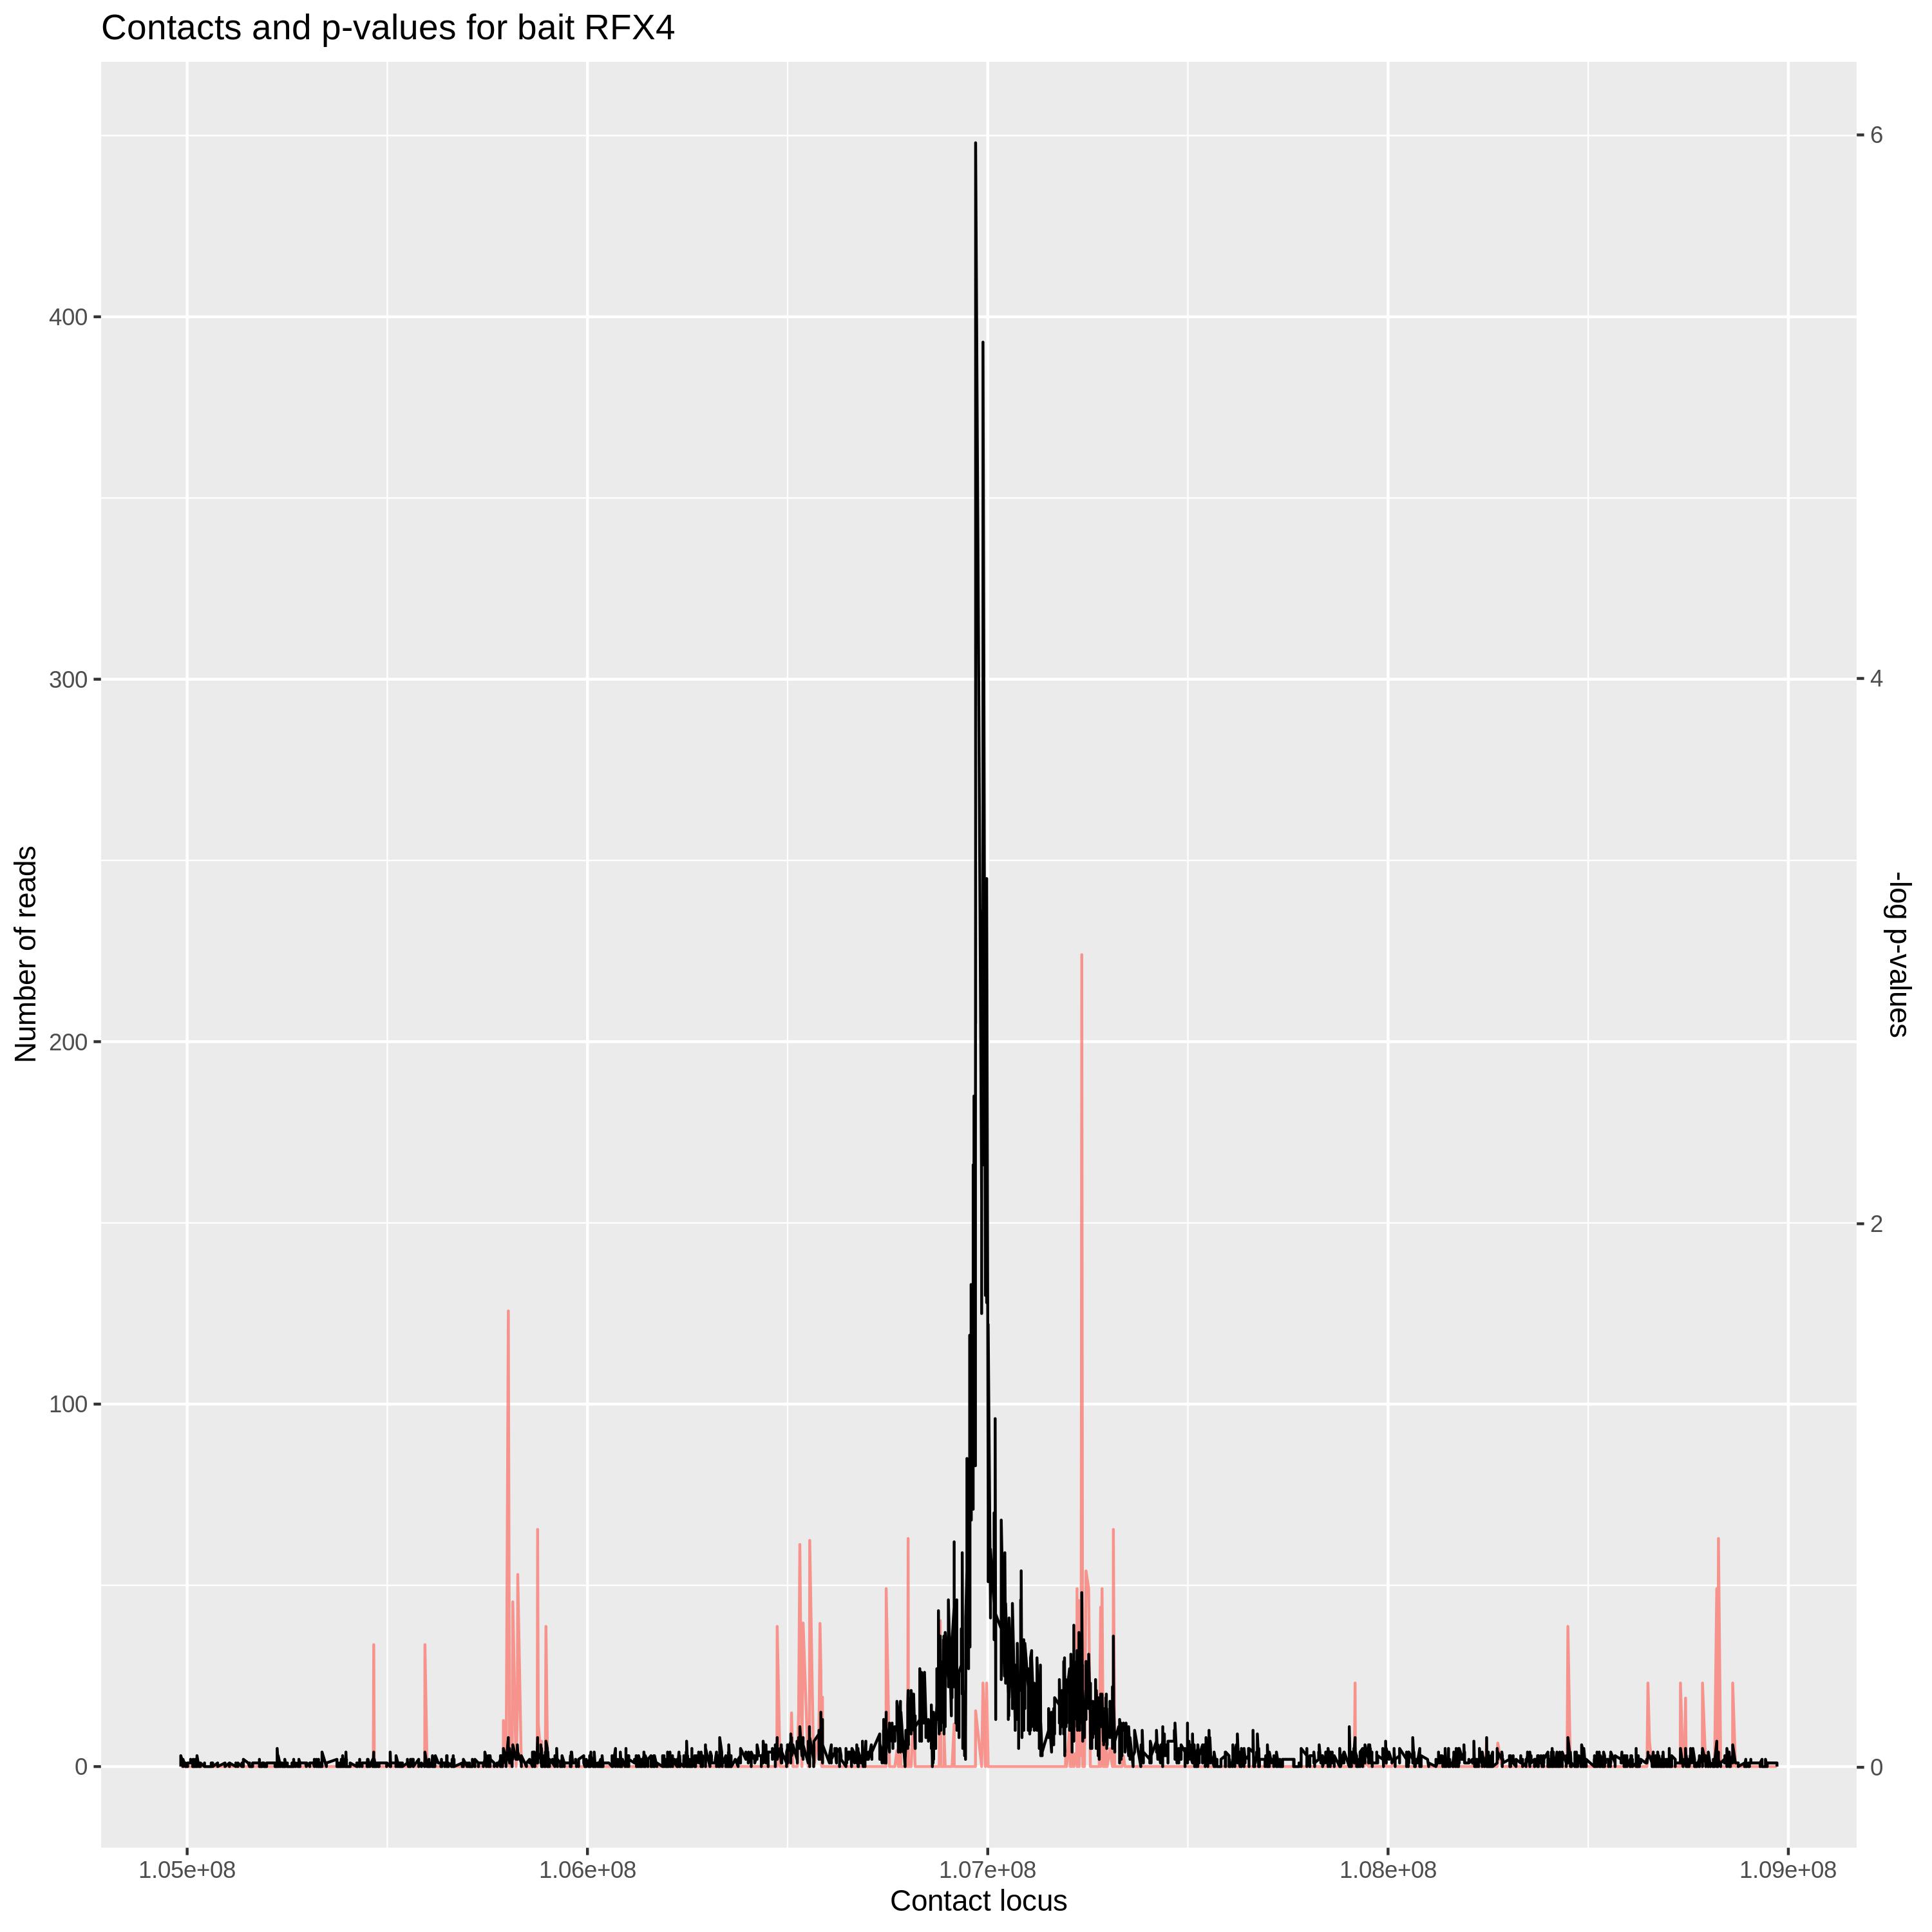 Contacts and p-values for bait RFX4
Number of reads
400
300
200
100
0
6
4
2
0
-log p-values
1.05e+08 1.06e+08 1.07e+08 1.08e+08 1.09e+08
Contact locus